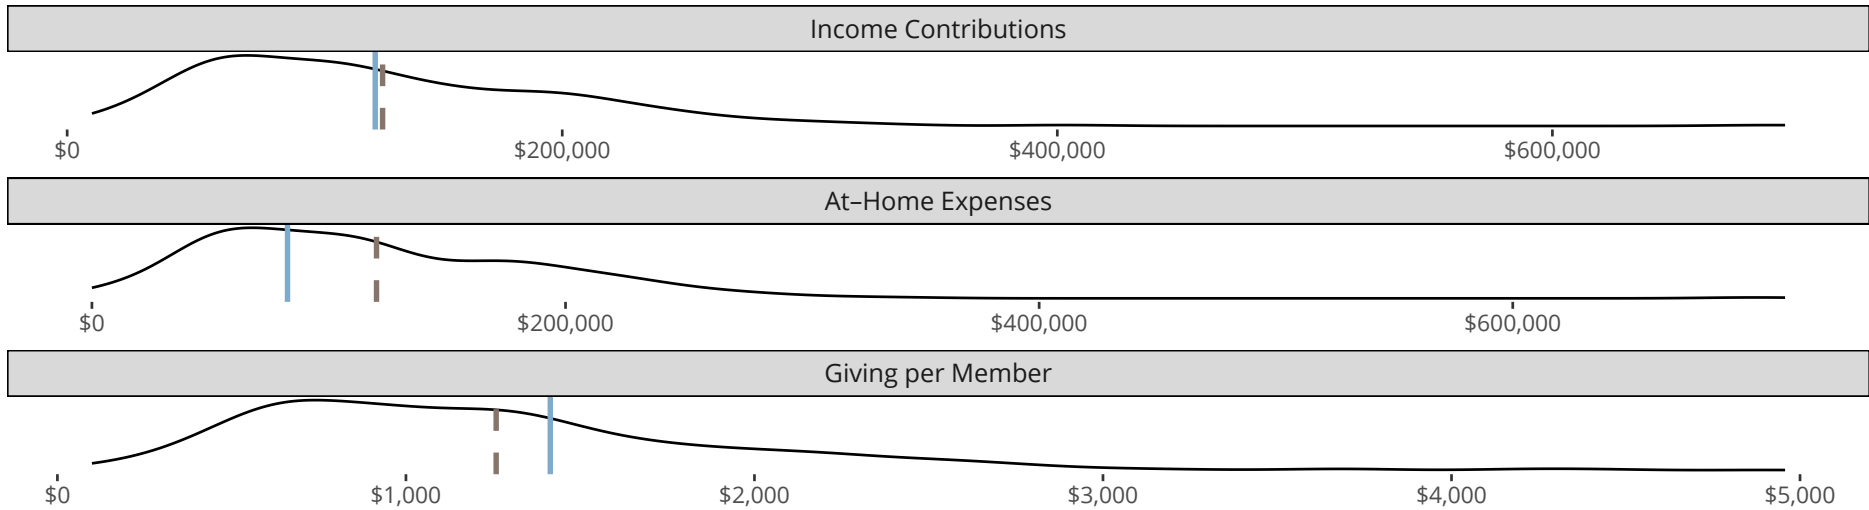 Income Contributions
$0 $200,000 $400,000 $600,000
At–Home Expenses
$0 $200,000 $400,000 $600,000
Giving per Member
$0 $1,000 $2,000 $3,000 $4,000 $5,000